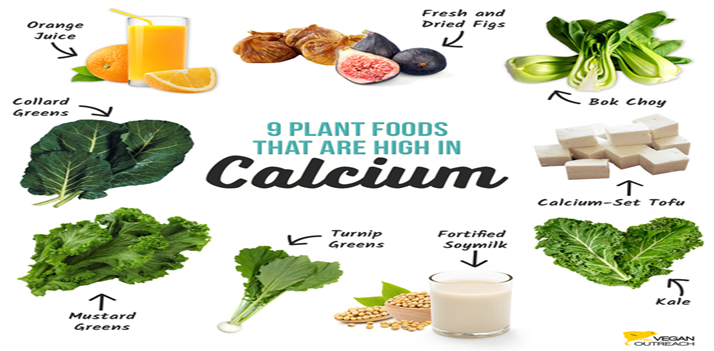 Orange
Juice
Fresh and
Dried Figs
Bok Choy
Collard
Greens
9 PLANT FOODS
THAT ARE HIGH IN
Calcium
Calcium-Set Tofu
Mustard
Greens
Turnip
Greens
Fortified
Soymilk
Kale
VEGAN
OUTREACH